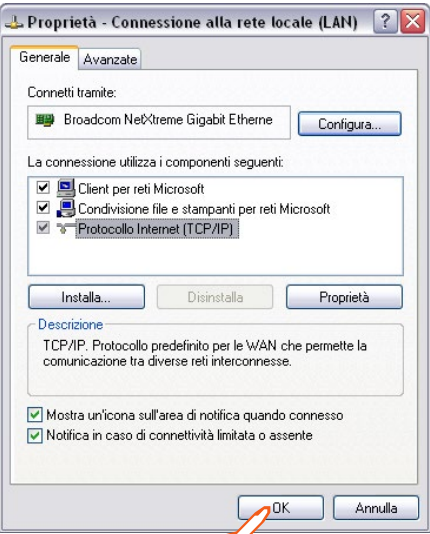 Proprietà - Connessione alla rete locale (LAN)
Generale
Avanzate
Connetti tramite:
Broadcom NetXtreme Gigabit Etherne
Configura...
La connessione utilizza i componenti seguenti:
Client per reti Microsoft
Condivisione file e stampanti per reti Microsoft
Protocollo Internet (TCP/IP)
Installa...
Disinstalla
Proprietà
Descrizione
TCP/IP. Protocollo predefinito per le WAN che permette la
comunicazione tra diverse reti interconnesse.
Mostra un'icona sull'area di notifica quando connesso
Notifica in caso di connettività limitata o assente
OK
Annulla